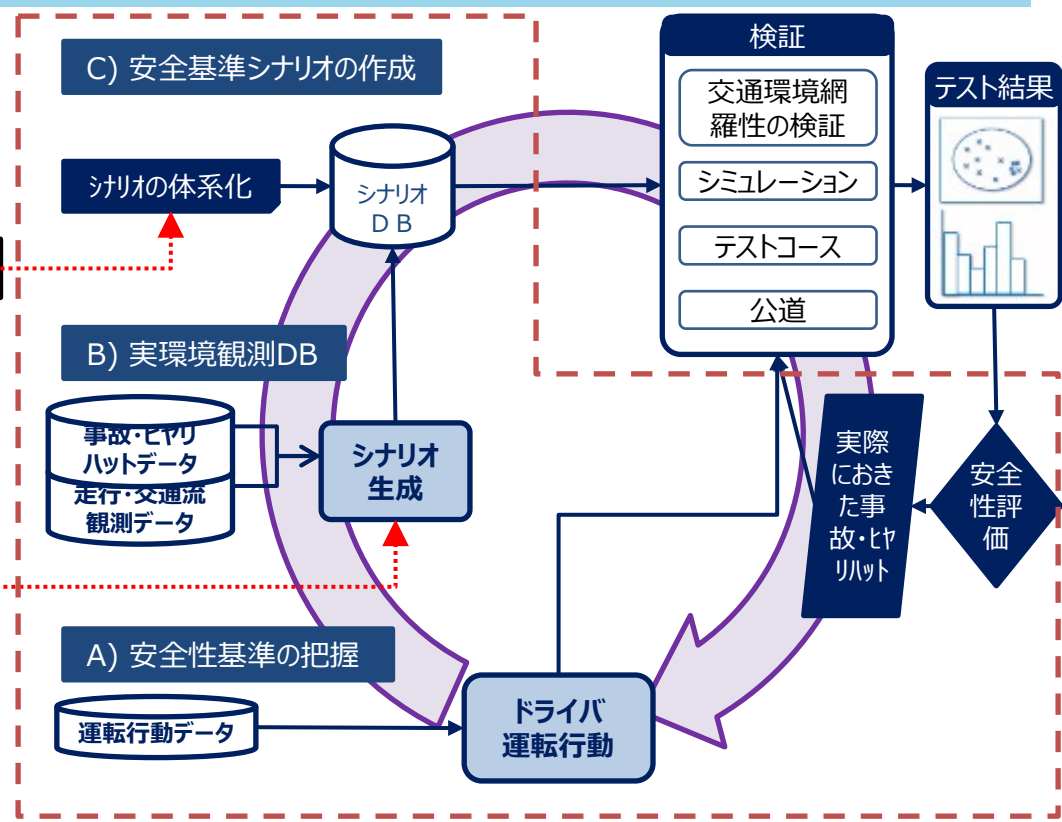 C) 安全基準シナリオの作成
シナリオの体系化
シナリオ
ＤＢ
検証
交通環境網
羅性の検証
シミュレーション
テストコース
公道
テスト結果
B) 実環境観測DB
事故・ヒヤリ
ハットデータ
走行・交通流
観測データ
シナリオ
生成
実際
におき
た事
故・ヒヤ
リハット
安全
性評
価
A) 安全性基準の把握
運転行動データ
ドライバ
運転行動